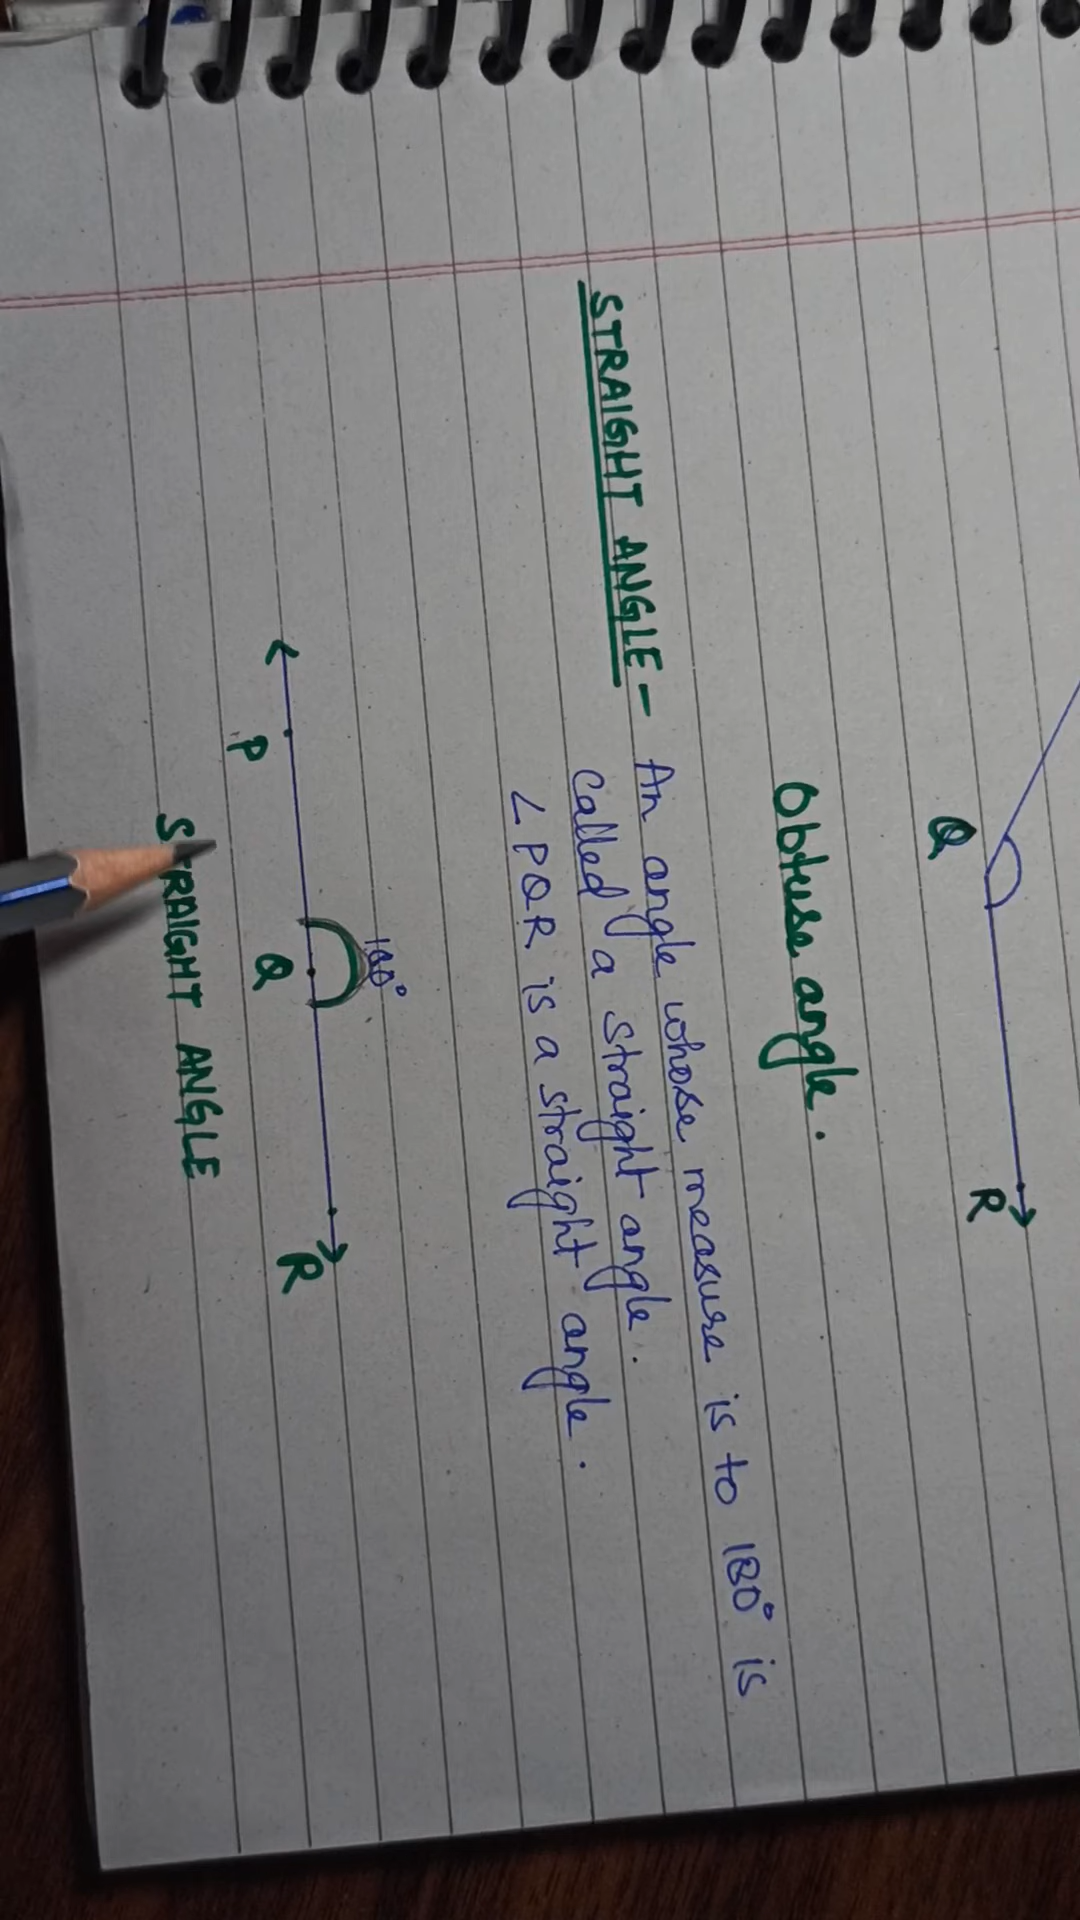 Q
R
Obtuse angle.
STRAIGHT ANGLE - An angle whose measure is to 180° is
called a straight angle.
∠PQR is a straight angle.
180°
P Q R
STRAIGHT ANGLE